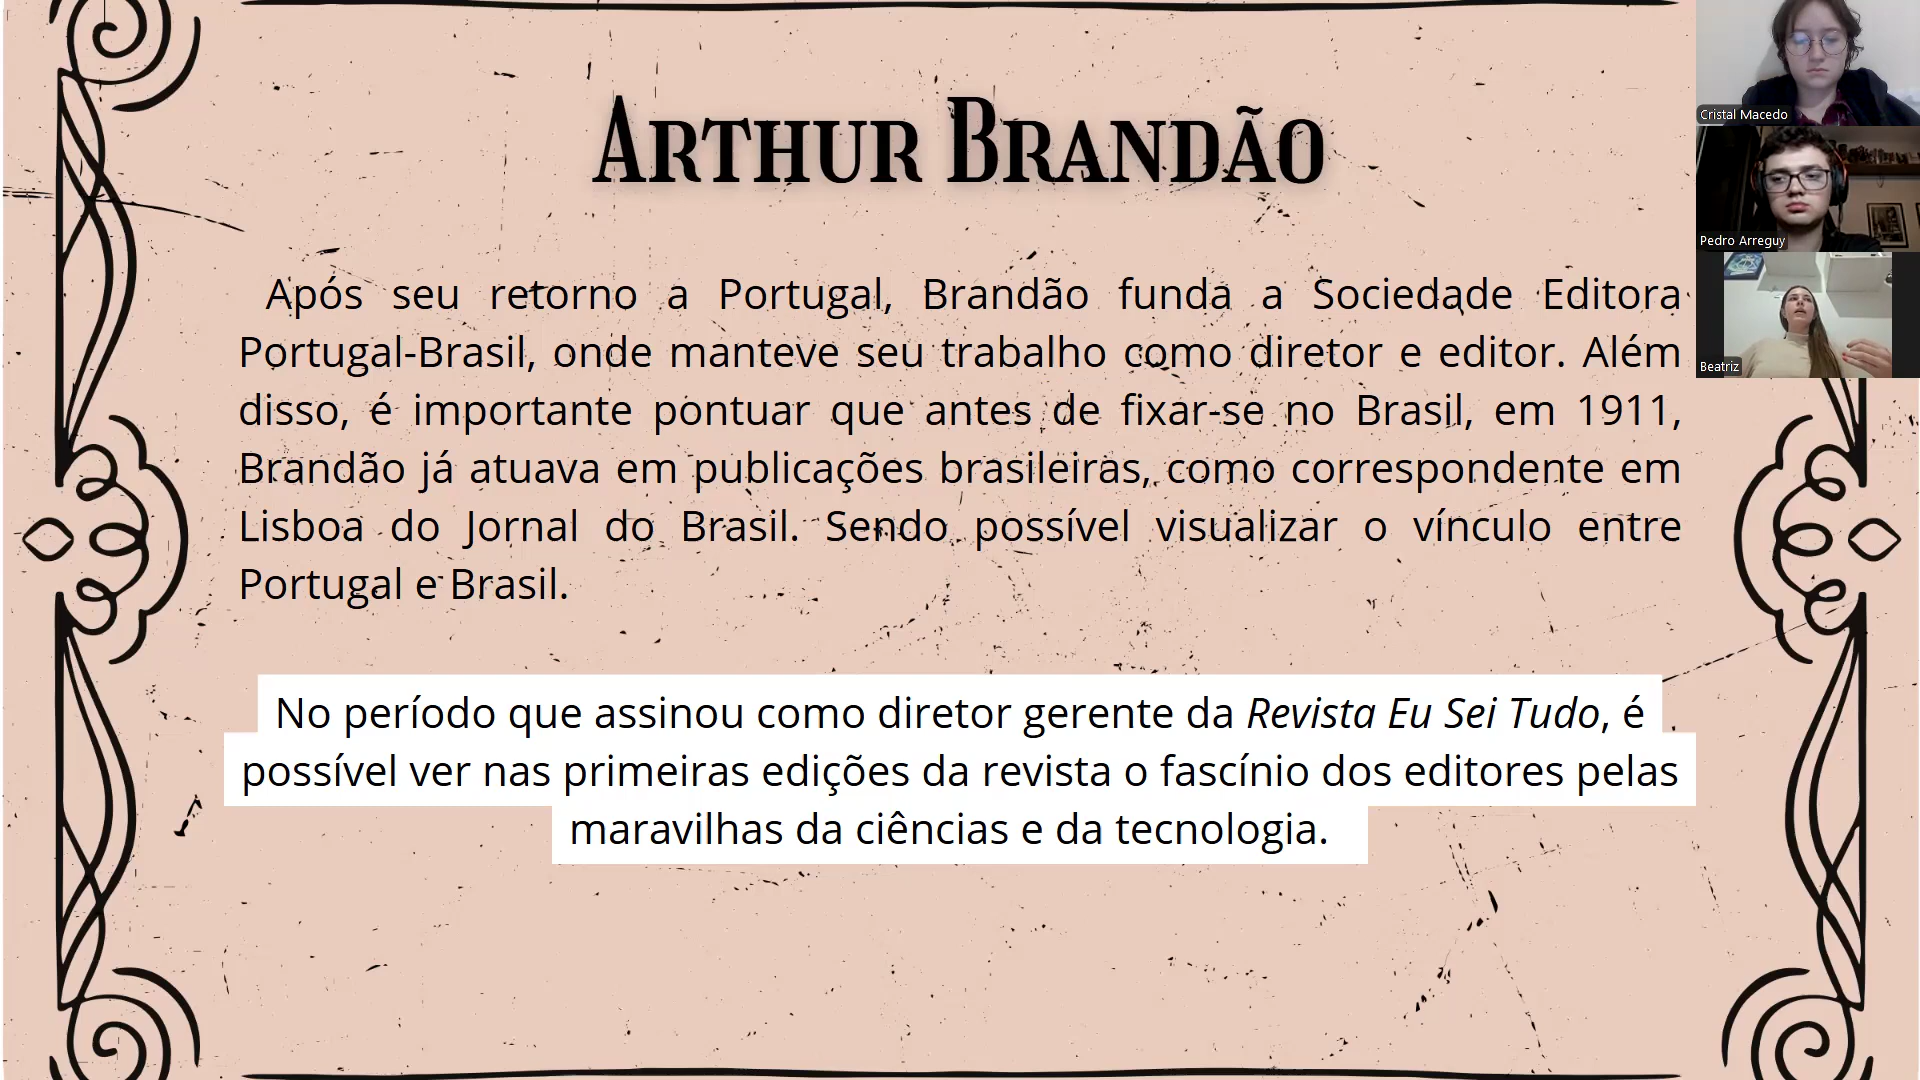 Arthur Brandão
Após seu retorno a Portugal, Brandão funda a Sociedade Editora
Portugal-Brasil, onde manteve seu trabalho como diretor e editor. Além
disso, é importante pontuar que antes de fixar-se no Brasil, em 1911,
Brandão já atuava em publicações brasileiras, como correspondente em
Lisboa do Jornal do Brasil. Sendo possível visualizar o vínculo entre
Portugal e Brasil.
No período que assinou como diretor gerente da Revista Eu Sei Tudo, é
possível ver nas primeiras edições da revista o fascínio dos editores pelas
maravilhas da ciências e da tecnologia.
Cristal Macedo
Pedro Arreguy
Beatriz